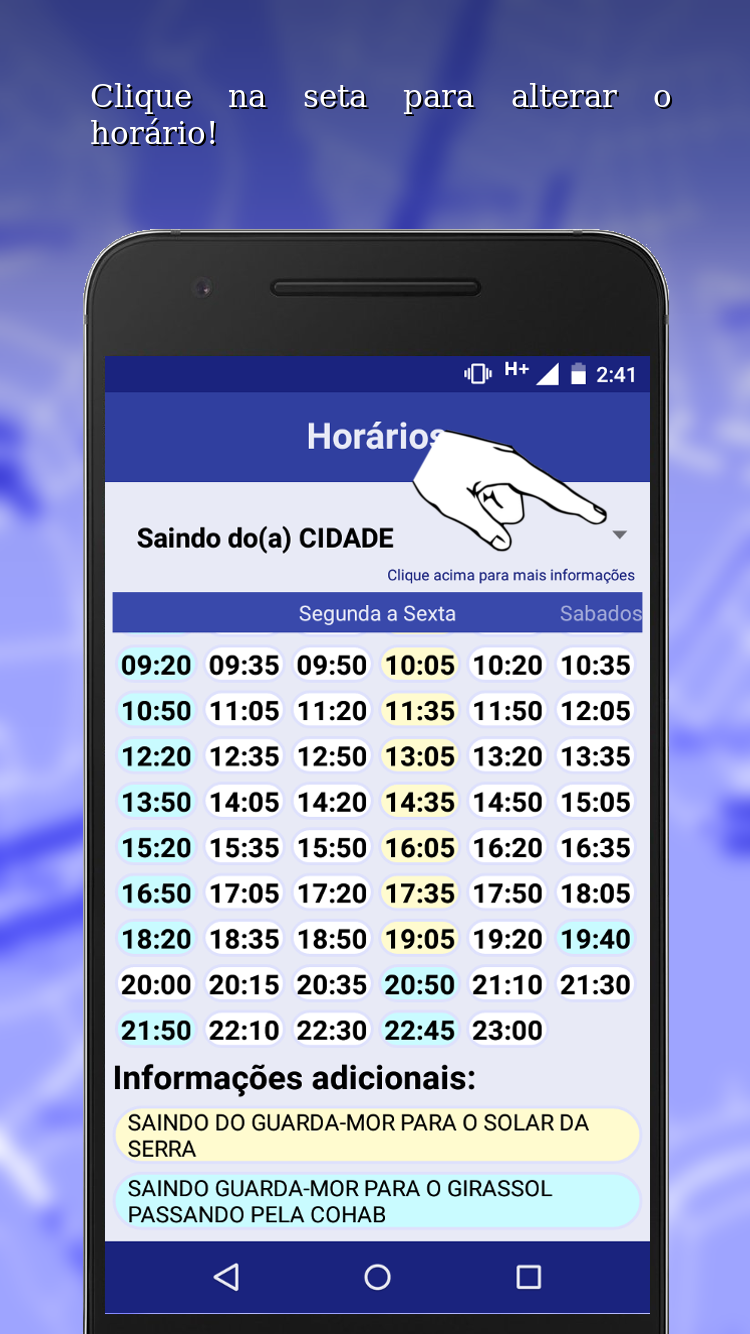 Clique na seta para alterar o
horário!
H+ 2:41
Horários
Saindo do(a) CIDADE
Clique acima para mais informações
Segunda a Sexta Sabados
09:20 09:35 09:50 10:05 10:20 10:35
10:50 11:05 11:20 11:35 11:50 12:05
12:20 12:35 12:50 13:05 13:20 13:35
13:50 14:05 14:20 14:35 14:50 15:05
15:20 15:35 15:50 16:05 16:20 16:35
16:50 17:05 17:20 17:35 17:50 18:05
18:20 18:35 18:50 19:05 19:20 19:40
20:00 20:15 20:35 20:50 21:10 21:30
21:50 22:10 22:30 22:45 23:00
Informações adicionais:
SAINDO DO GUARDA-MOR PARA O SOLAR DA
SERRA
SAINDO GUARDA-MOR PARA O GIRASSOL
PASSANDO PELA COHAB